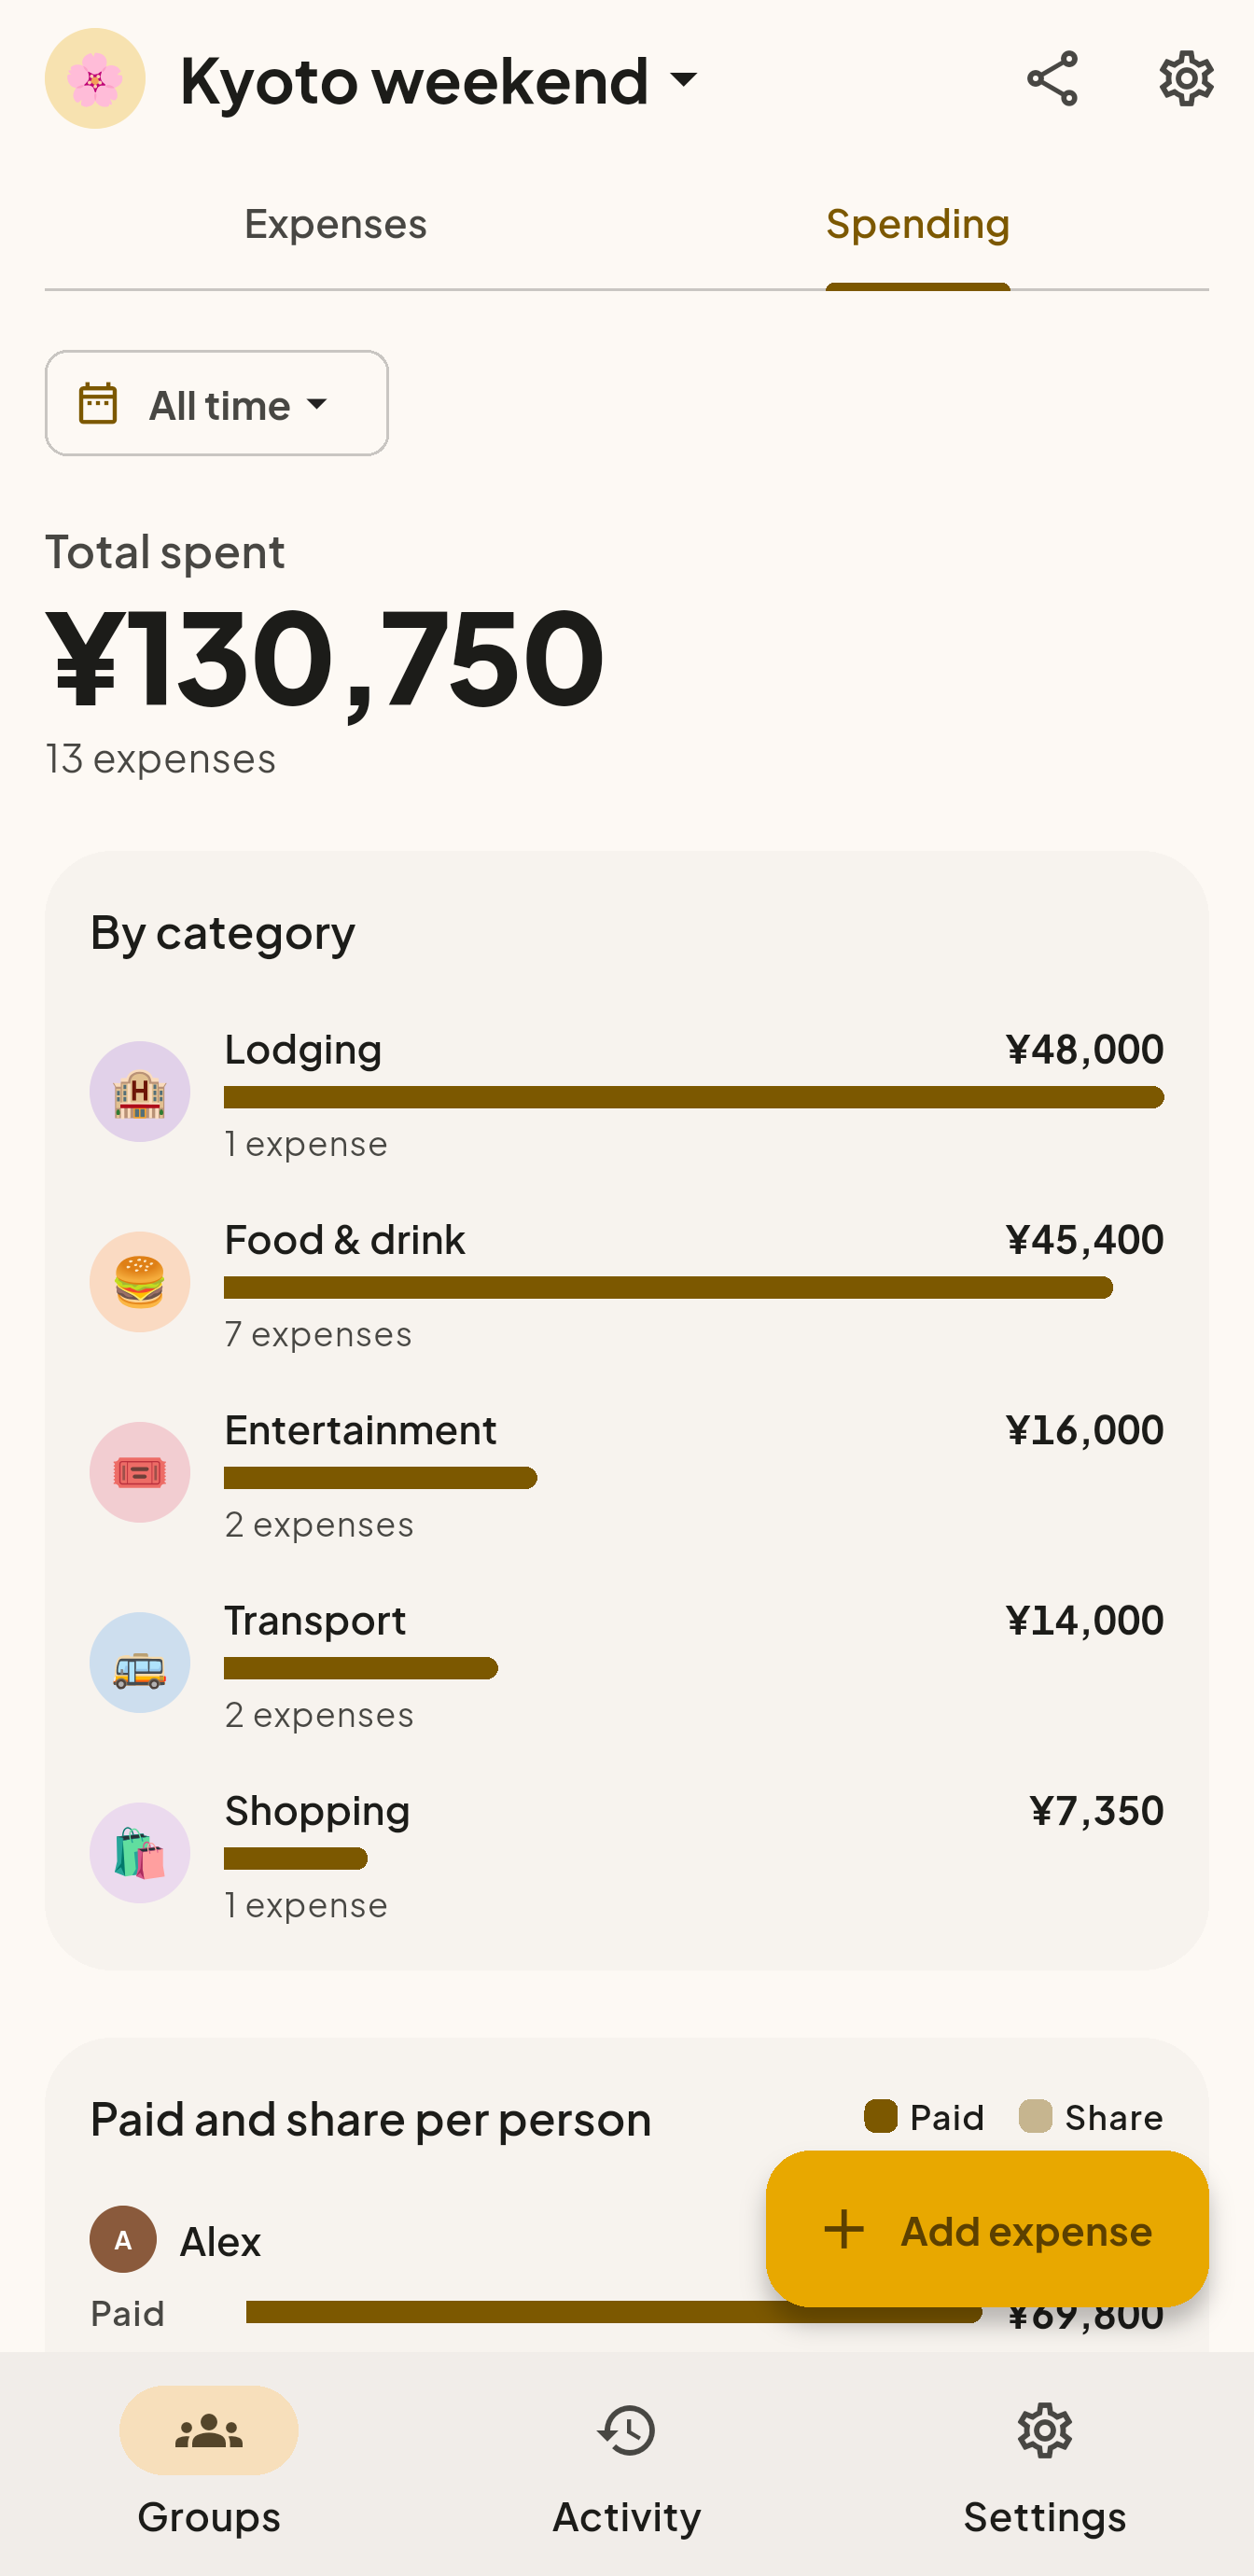 Kyoto weekend
Expenses
Spending
All time
Total spent
¥130,750
13 expenses
By category
Lodging ¥48,000
1 expense
Food & drink ¥45,400
7 expenses
Entertainment ¥16,000
2 expenses
Transport ¥14,000
2 expenses
Shopping ¥7,350
1 expense
Paid and share per person Paid Share
A Alex
Add expense
Paid ¥69,800
Groups Activity Settings